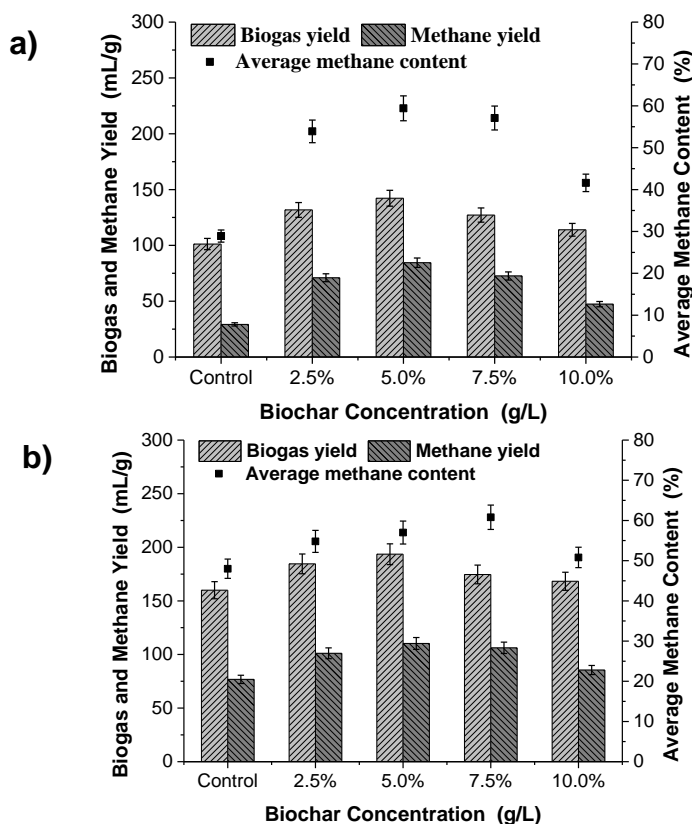 a)
Biogas yield Methane yield
Average methane content
300
250
200
150
100
50
0
80
70
60
50
40
30
20
10
0
Biogas and Methane Yield (mL/g)
Average Methane Content (%)
Control 2.5% 5.0% 7.5% 10.0%
Biochar Concentration (g/L)
b)
Biogas yield Methane yield
Average methane content
300
250
200
150
100
50
0
80
70
60
50
40
30
20
10
0
Biogas and Methane Yield (mL/g)
Average Methane Content (%)
Control 2.5% 5.0% 7.5% 10.0%
Biochar Concentration (g/L)